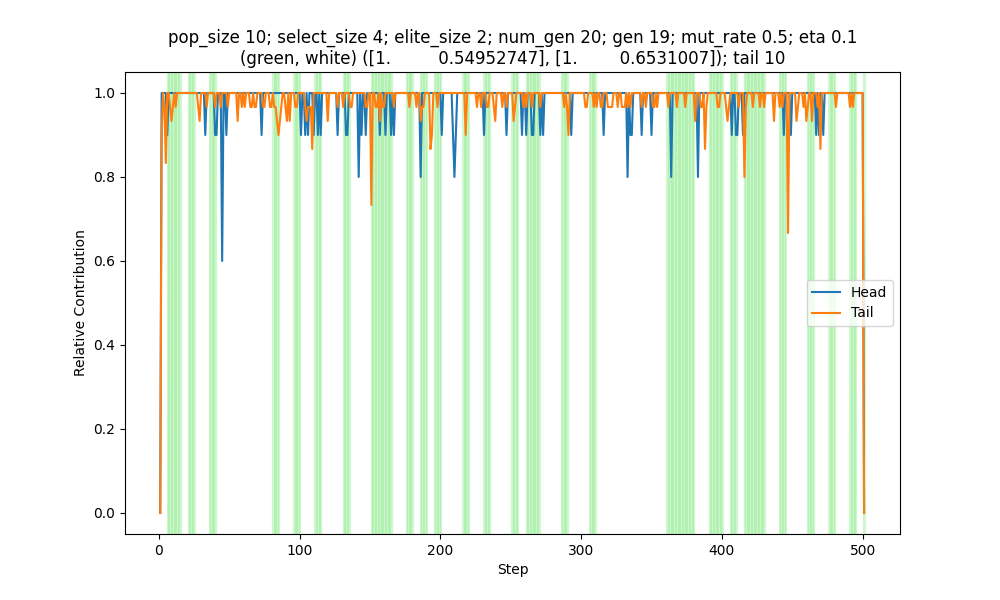 pop_size 10; select_size 4; elite_size 2; num_gen 20; gen 19; mut_rate 0.5; eta 0.1
(green, white) ([1.          0.54952747], [1.          0.6531007]); tail 10
1.0
0.8
0.6
0.4
0.2
0.0
Relative Contribution
Head
Tail
0
100
200
300
400
500
Step